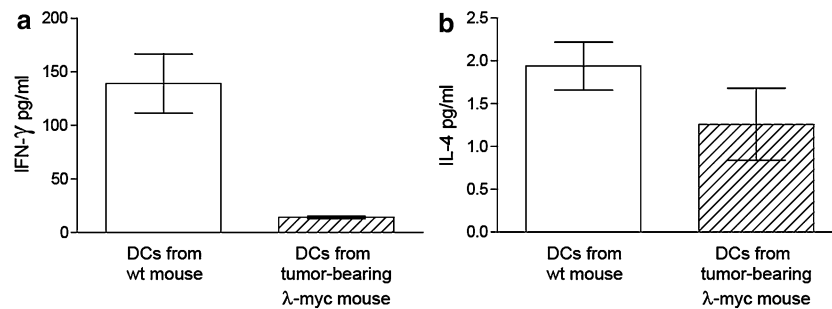 a
IFN-γ pg/ml
200
150
100
50
0
DCs from
wt mouse
DCs from
tumor-bearing
λ-myc mouse
b
IL-4 pg/ml
2.5
2.0
1.5
1.0
0.5
0.0
DCs from
wt mouse
DCs from
tumor-bearing
λ-myc mouse